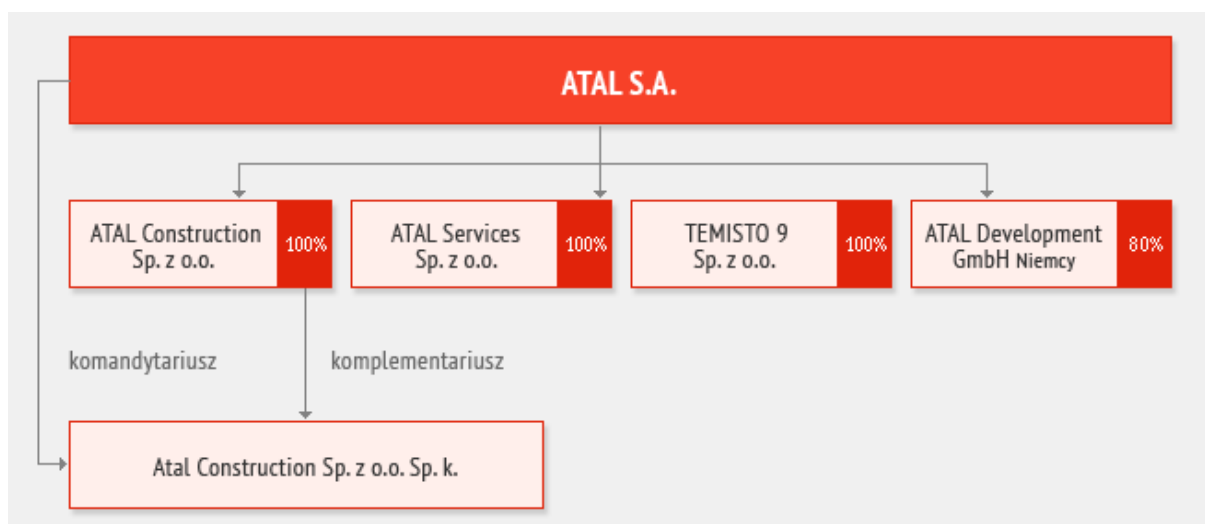 ATAL S.A.
ATAL Construction
Sp. z o.o.
100%
ATAL Services
Sp. z o.o.
100%
TEMISTO 9
Sp. z o.o.
100%
ATAL Development
GmbH Niemcy
80%
komandytariusz
komplementariusz
Atal Construction Sp. z o.o. Sp. k.